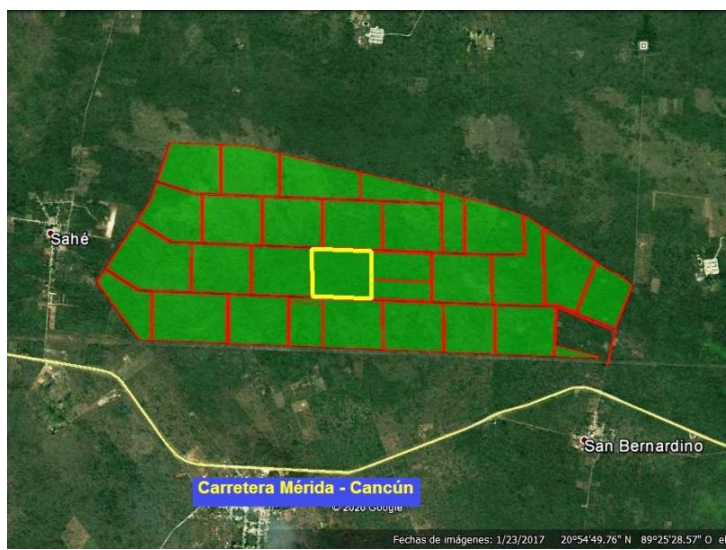 Sahé
San Bernardino
Carretera Mérida - Cancún
© 2020 Google
Fechas de imágenes: 1/23/2017 20°54'49.76" N 89°25'28.57" O el